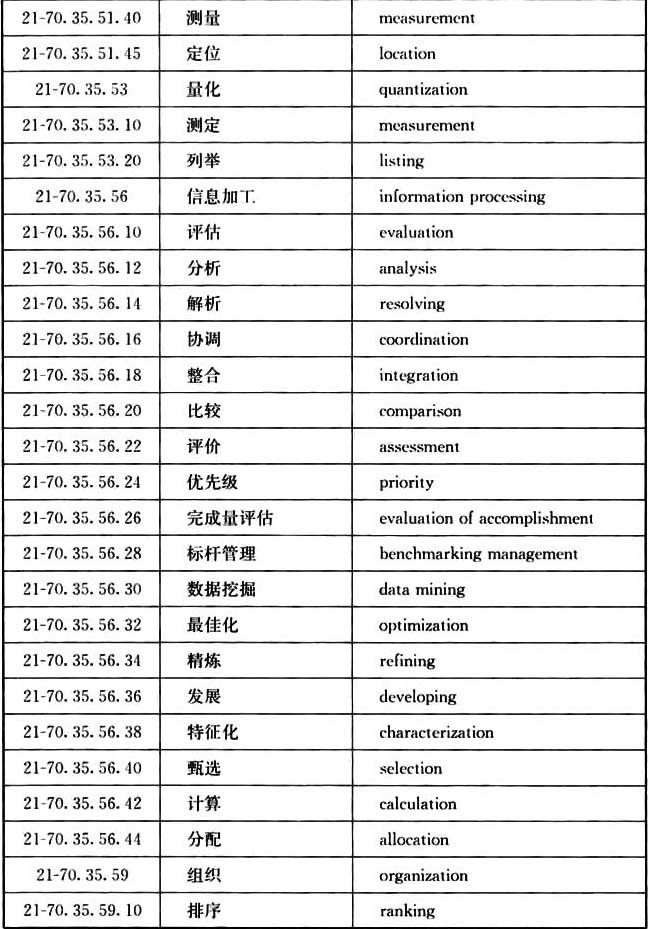 21-70.35.51.40 测量 measurement
21-70.35.51.45 定位 location
21-70.35.53 量化 quantization
21-70.35.53.10 测定 measurement
21-70.35.53.20 列举 listing
21-70.35.56 信息加工 information processing
21-70.35.56.10 评估 evaluation
21-70.35.56.12 分析 analysis
21-70.35.56.14 解析 resolving
21-70.35.56.16 协调 coordination
21-70.35.56.18 整合 integration
21-70.35.56.20 比较 comparison
21-70.35.56.22 评价 assessment
21-70.35.56.24 优先级 priority
21-70.35.56.26 完成量评估 evaluation of accomplishment
21-70.35.56.28 标杆管理 benchmarking management
21-70.35.56.30 数据挖掘 data mining
21-70.35.56.32 最佳化 optimization
21-70.35.56.34 精炼 refining
21-70.35.56.36 发展 developing
21-70.35.56.38 特征化 characterization
21-70.35.56.40 甄选 selection
21-70.35.56.42 计算 calculation
21-70.35.56.44 分配 allocation
21-70.35.59 组织 organization
21-70.35.59.10 排序 ranking